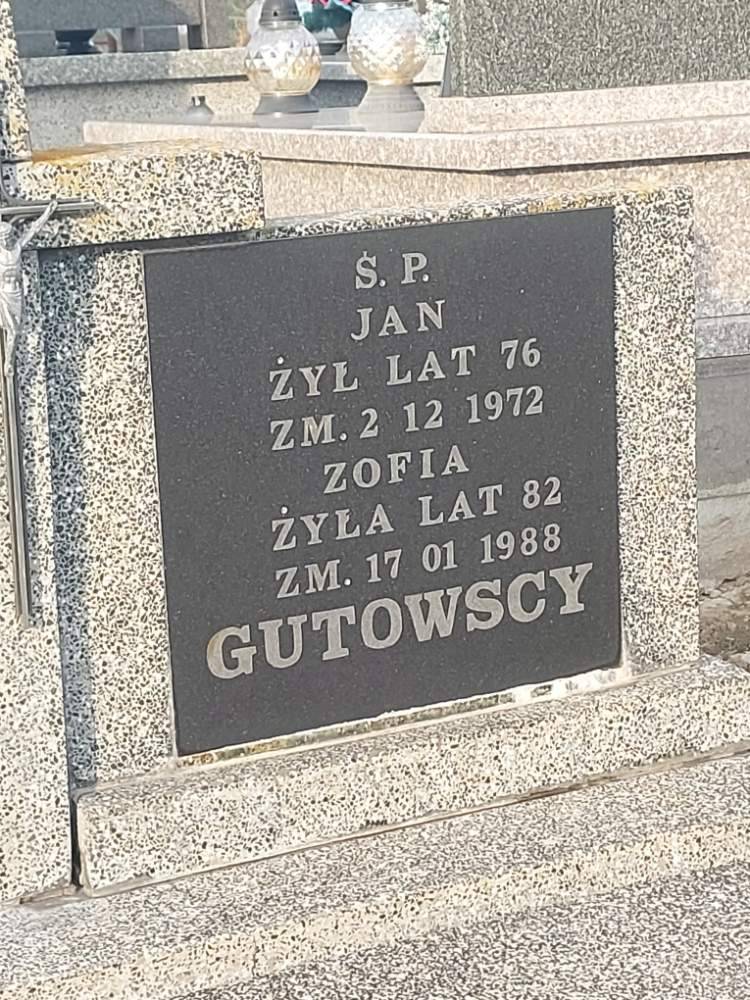 Ś. P.
JAN
ŻYŁ LAT 76
ZM. 2 12 1972
ZOFIA
ŻYŁA LAT 82
ZM. 17 01 1988
GUTOWSCY